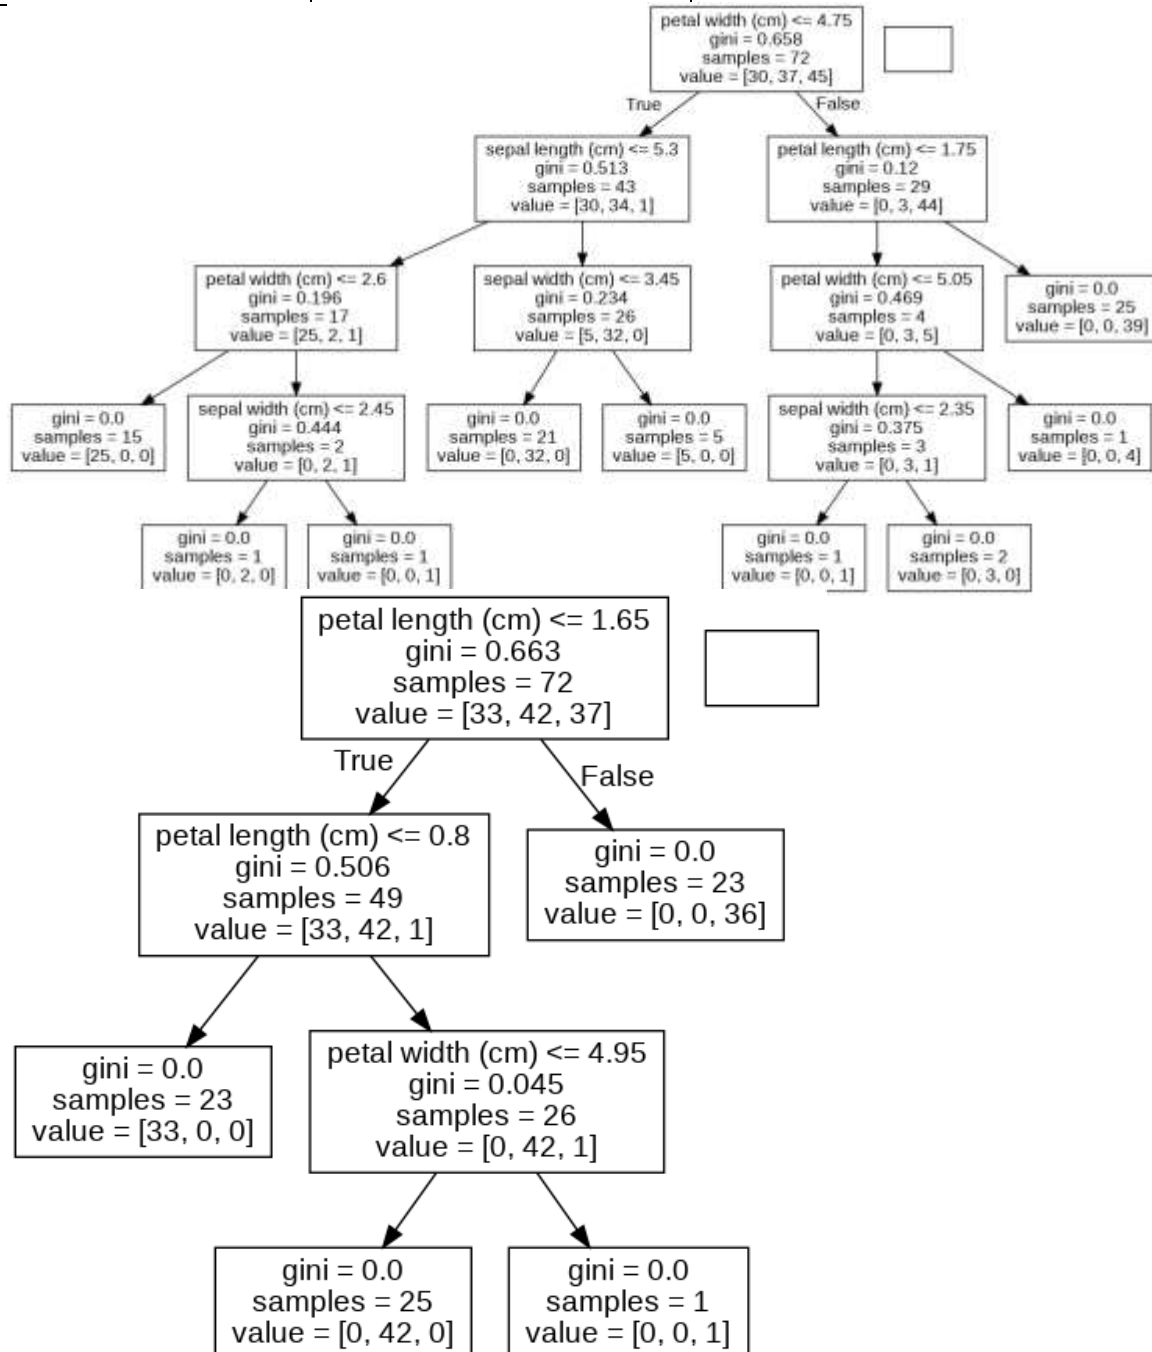 petal width (cm) <= 4.75
gini = 0.658
samples = 72
value = [30, 37, 45]
True
False
sepal length (cm) <= 5.3
gini = 0.513
samples = 43
value = [30, 34, 1]
petal length (cm) <= 1.75
gini = 0.12
samples = 29
value = [0, 3, 44]
petal width (cm) <= 2.6
gini = 0.196
samples = 17
value = [25, 2, 1]
sepal width (cm) <= 3.45
gini = 0.234
samples = 26
value = [5, 32, 0]
petal width (cm) <= 5.05
gini = 0.469
samples = 4
value = [0, 3, 5]
gini = 0.0
samples = 25
value = [0, 0, 39]
gini = 0.0
samples = 15
value = [25, 0, 0]
sepal width (cm) <= 2.45
gini = 0.444
samples = 2
value = [0, 2, 1]
gini = 0.0
samples = 21
value = [0, 32, 0]
gini = 0.0
samples = 5
value = [5, 0, 0]
sepal width (cm) <= 2.35
gini = 0.375
samples = 3
value = [0, 3, 1]
gini = 0.0
samples = 1
value = [0, 0, 4]
gini = 0.0
samples = 1
value = [0, 2, 0]
gini = 0.0
samples = 1
value = [0, 0, 1]
gini = 0.0
samples = 1
value = [0, 0, 1]
gini = 0.0
samples = 2
value = [0, 3, 0]
petal length (cm) <= 1.65
gini = 0.663
samples = 72
value = [33, 42, 37]
True
False
petal length (cm) <= 0.8
gini = 0.506
samples = 49
value = [33, 42, 1]
gini = 0.0
samples = 23
value = [0, 0, 36]
gini = 0.0
samples = 23
value = [33, 0, 0]
petal width (cm) <= 4.95
gini = 0.045
samples = 26
value = [0, 42, 1]
gini = 0.0
samples = 25
value = [0, 42, 0]
gini = 0.0
samples = 1
value = [0, 0, 1]